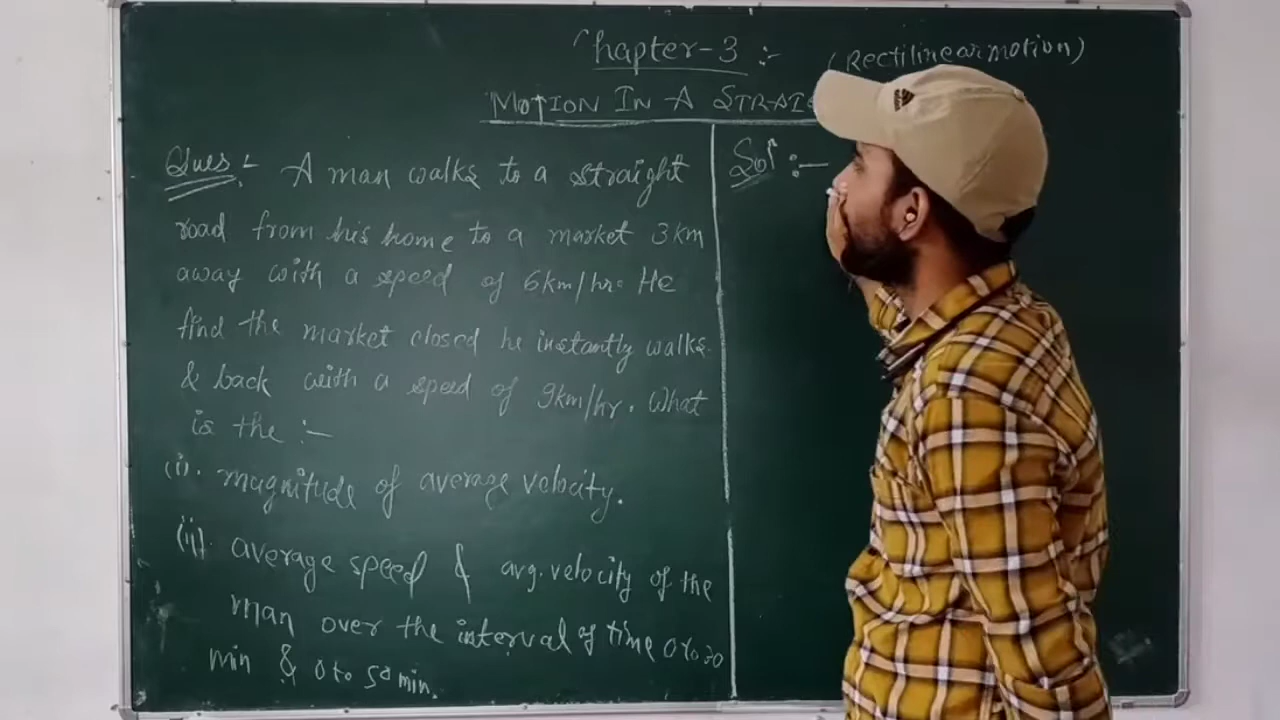 Chapter-3 :-
(Rectilinear motion)
MOTION IN A
Ques:- A man walks to a straight
road from his home to a market 3km
away with a speed of 6km/hr. He
find the market closed he instantly walks
& back with a speed of 9km/hr. What
is the :-
(i). magnitude of average velocity.
(ii). average speed & avg. velocity of the
man over the interval of time 0 to 30
min & 0 to 50 min.
Sol :-